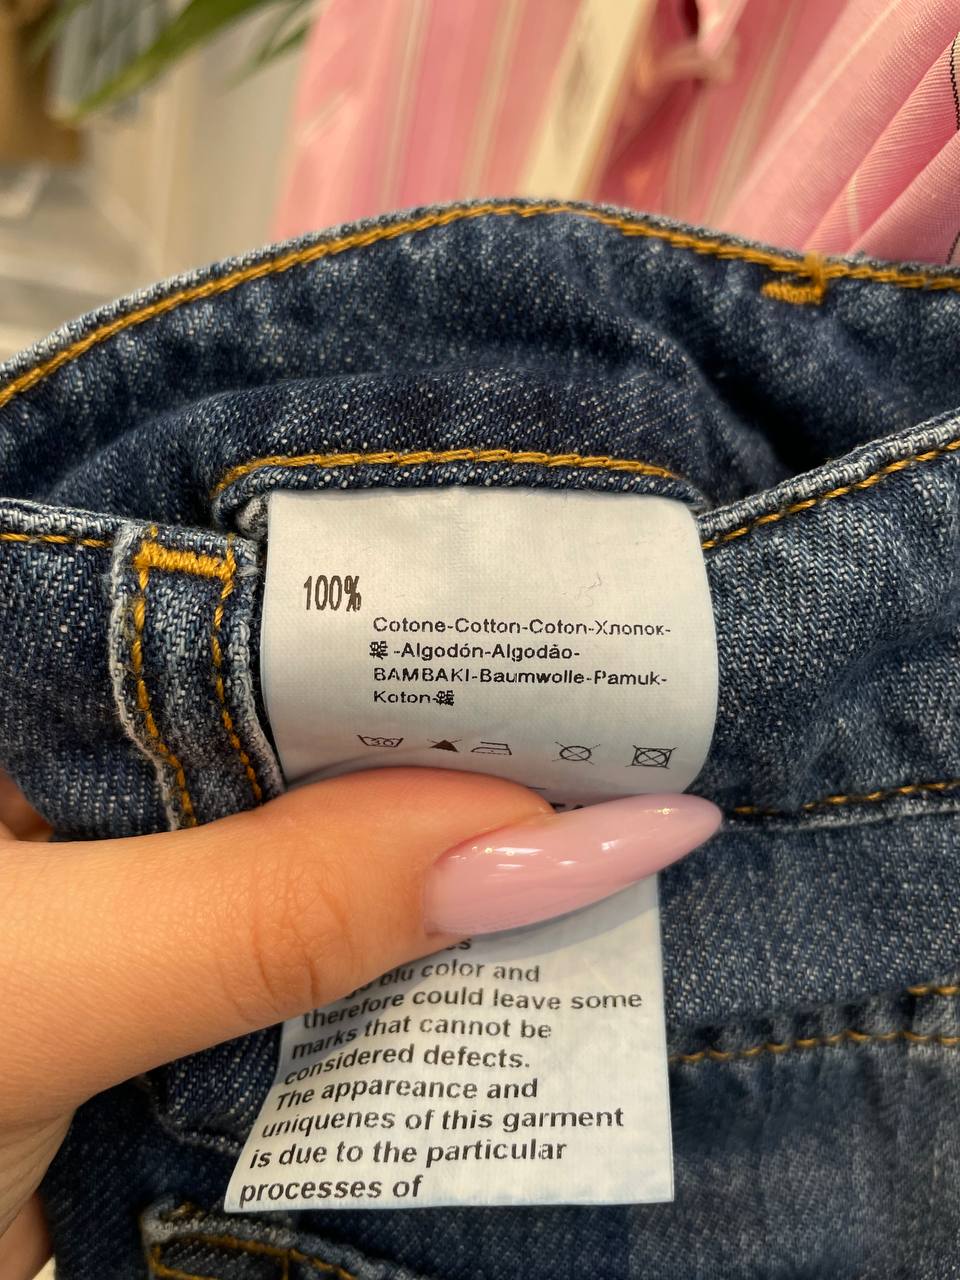 100%
Cotone-Cotton-Coton-Хлопок-
-Algodón-Algodão-
BAMBAKI-Baumwolle-Pamuk-
Koton-
30
blu color and
therefore could leave some
marks that cannot be
considered defects.
The appareance and
uniquenes of this garment
is due to the particular
processes of